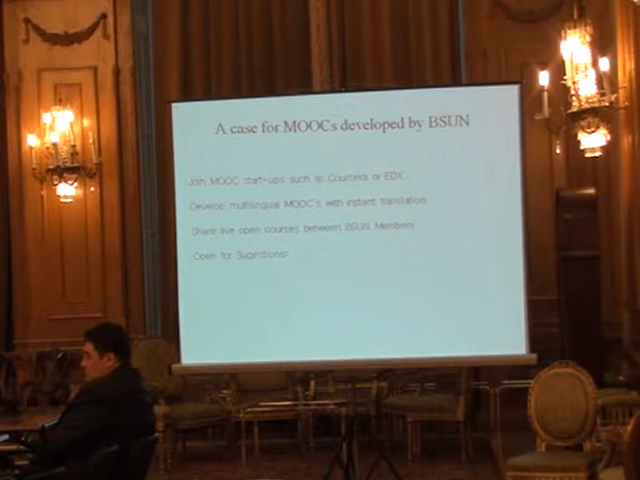 A case for MOOCs developed by BSUN
Join MOOC start-ups such as Coursera or EDX
Develop multilingual MOOC's with instant translation
Share live open courses between BSUN Members
Open for Sugestions